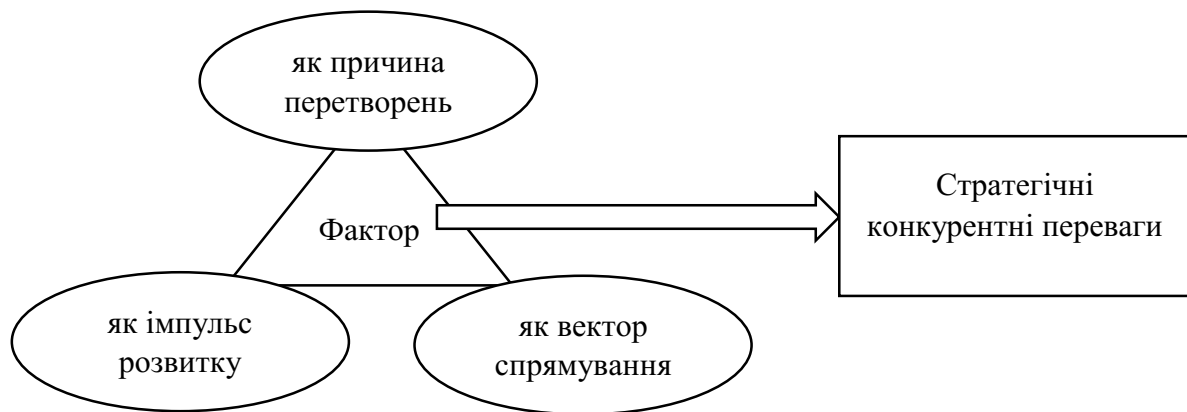 як причина
перетворень
Фактор
як імпульс
розвитку
як вектор
спрямування
Стратегічні
конкурентні переваги